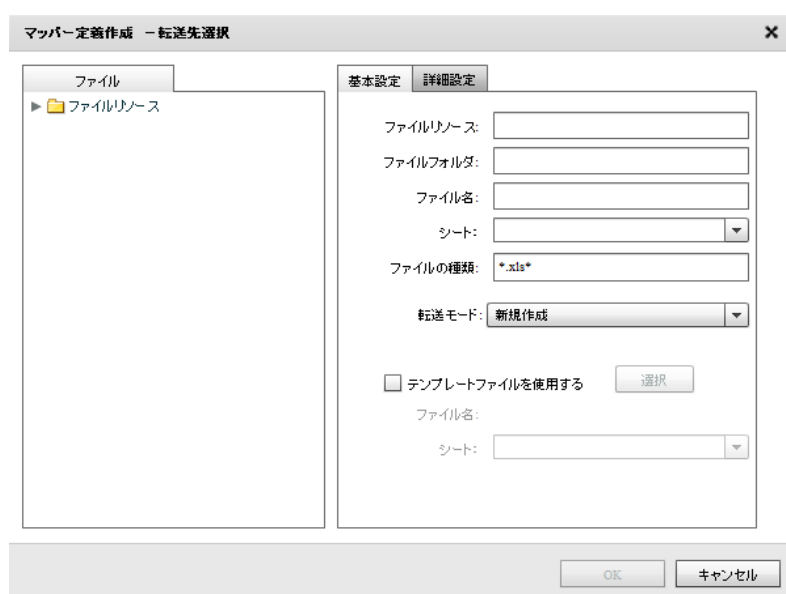 マッパー定義作成 －転送先選択
ファイル
ファイルリソース
基本設定
詳細設定
ファイルリソース:
ファイルフォルダ:
ファイル名:
シート:
ファイルの種類:
*.xls*
転送モード:
新規作成
テンプレートファイルを使用する
選択
ファイル名:
シート:
OK
キャンセル